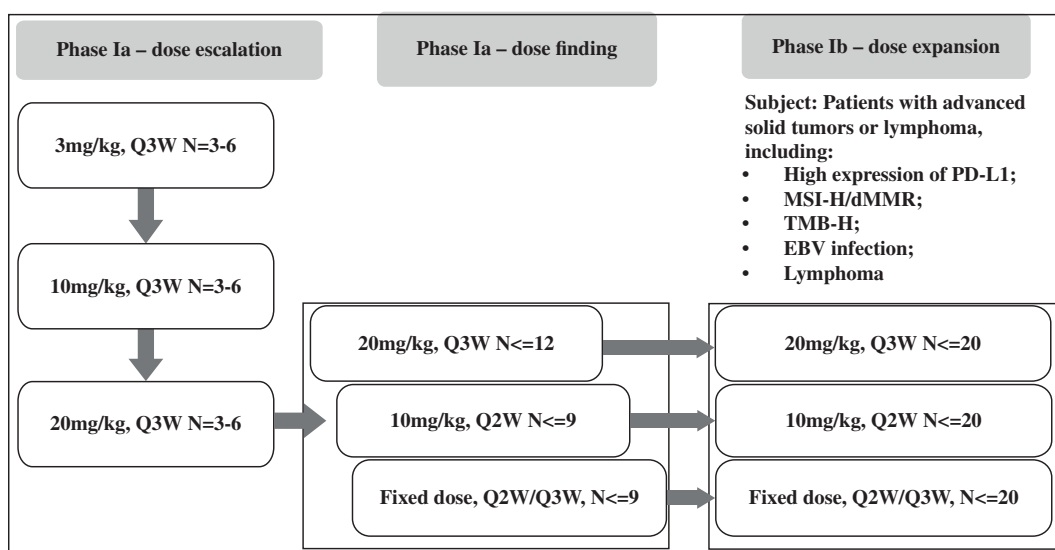 Phase Ia – dose escalation
3mg/kg, Q3W N=3-6
10mg/kg, Q3W N=3-6
20mg/kg, Q3W N=3-6
Phase Ia – dose finding
20mg/kg, Q3W N<=12
10mg/kg, Q2W N<=9
Fixed dose, Q2W/Q3W, N<=9
Phase Ib – dose expansion
Subject: Patients with advanced
solid tumors or lymphoma,
including:
• High expression of PD-L1;
• MSI-H/dMMR;
• TMB-H;
• EBV infection;
• Lymphoma
20mg/kg, Q3W N<=20
10mg/kg, Q2W N<=20
Fixed dose, Q2W/Q3W, N<=20